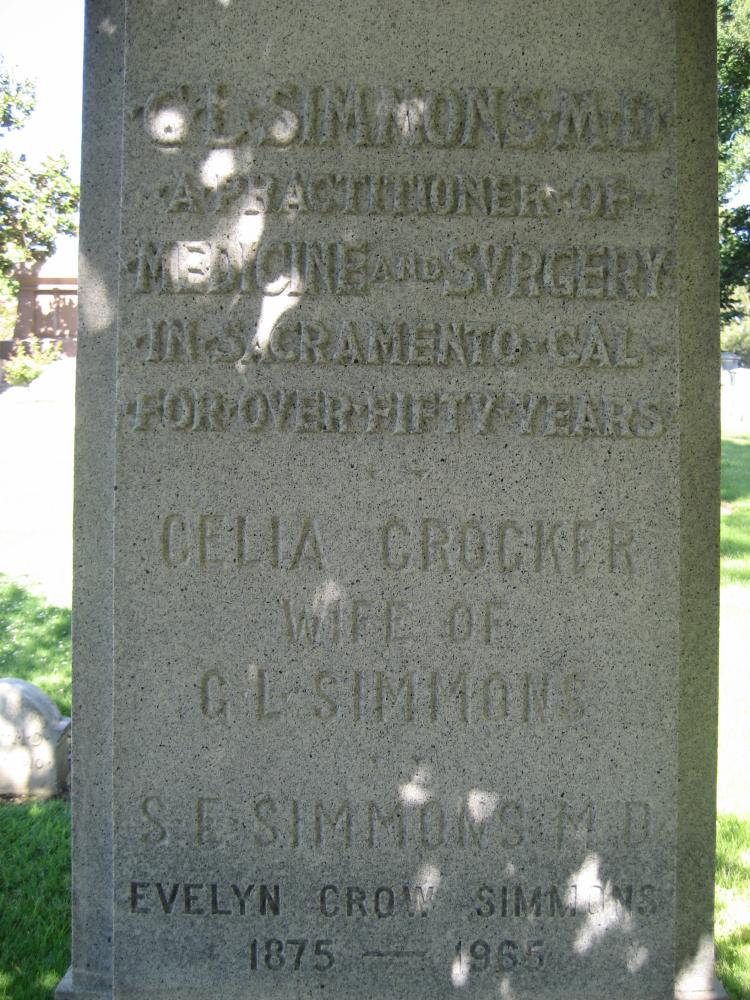 ·G·L·SIMMONS·M·D·
·A·PRACTITIONER·OF·
·MEDICINE AND SVRGERY·
·IN·SACRAMENTO·CAL·
·FOR·OVER·FIFTY·YEARS·
CELIA CROCKER
WIFE OF
G·L·SIMMONS
S·E·SIMMONS·M·D
EVELYN CROW SIMMONS
1875 — 1965